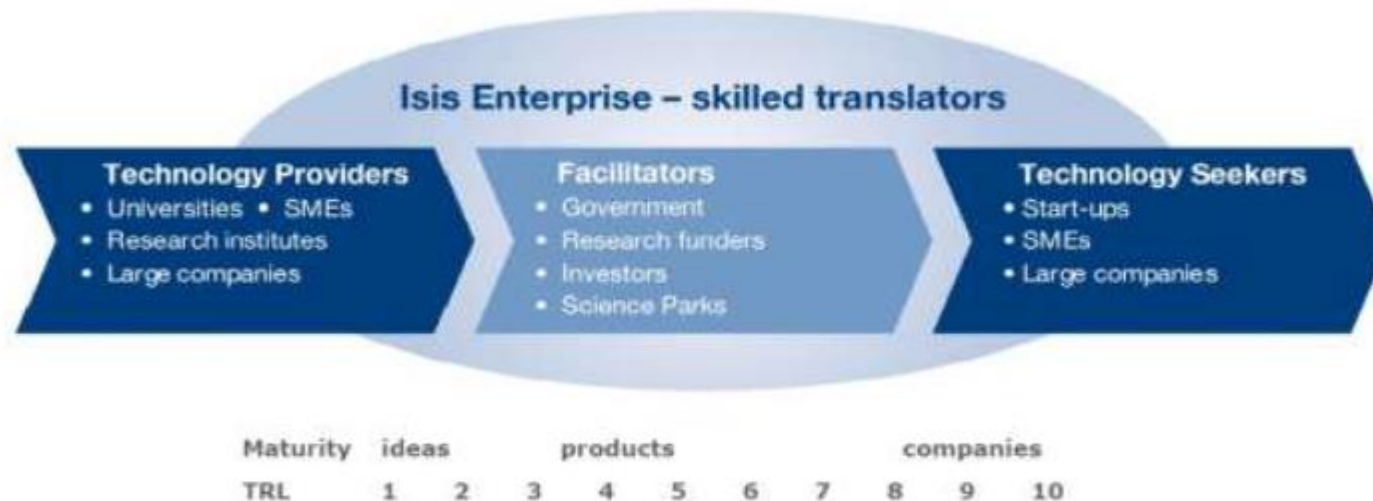 Isis Enterprise – skilled translators
Technology Providers
• Universities • SMEs
• Research institutes
• Large companies
Facilitators
• Government
• Research funders
• Investors
• Science Parks
Technology Seekers
• Start-ups
• SMEs
• Large companies
Maturity ideas products companies
TRL 1 2 3 4 5 6 7 8 9 10